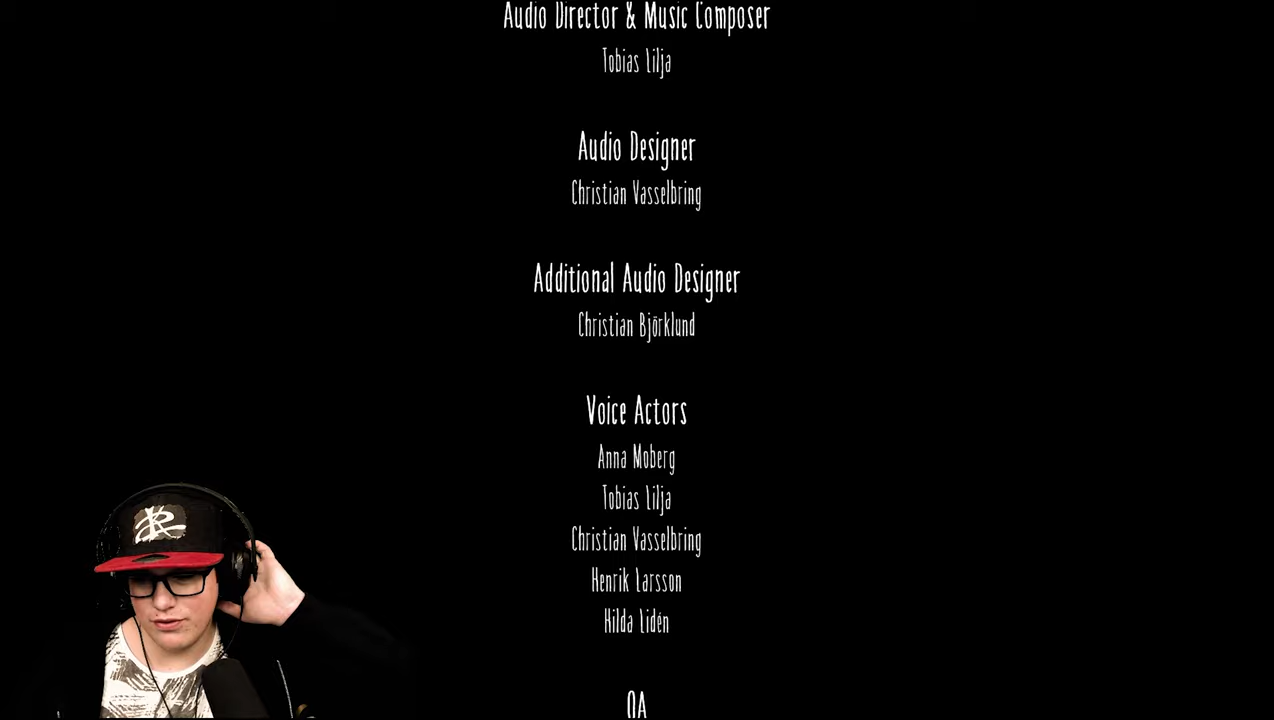 Audio Director & Music Composer
Tobias Lilja
Audio Designer
Christian Vasselbring
Additional Audio Designer
Christian Björklund
Voice Actors
Anna Moberg
Tobias Lilja
Christian Vasselbring
Henrik Larsson
Hilda Lidén
QA